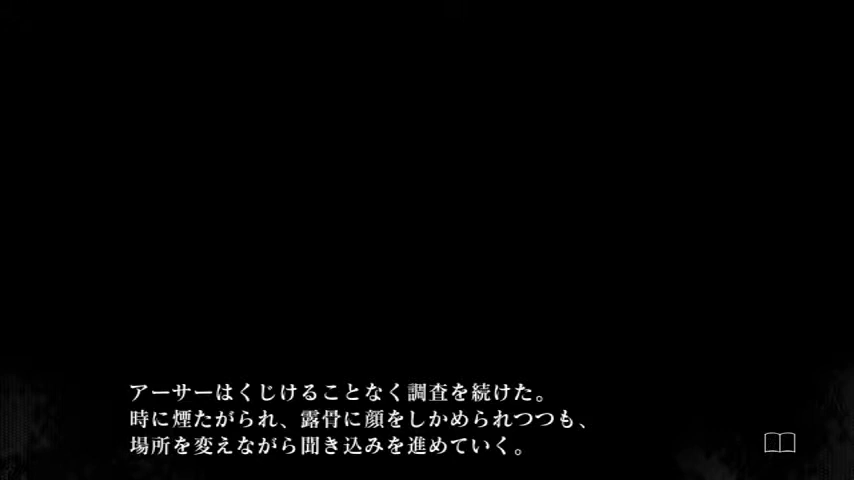 アーサーはくじけることなく調査を続けた。
時に煙たがられ、露骨に顔をしかめられつつも、
場所を変えながら聞き込みを進めていく。